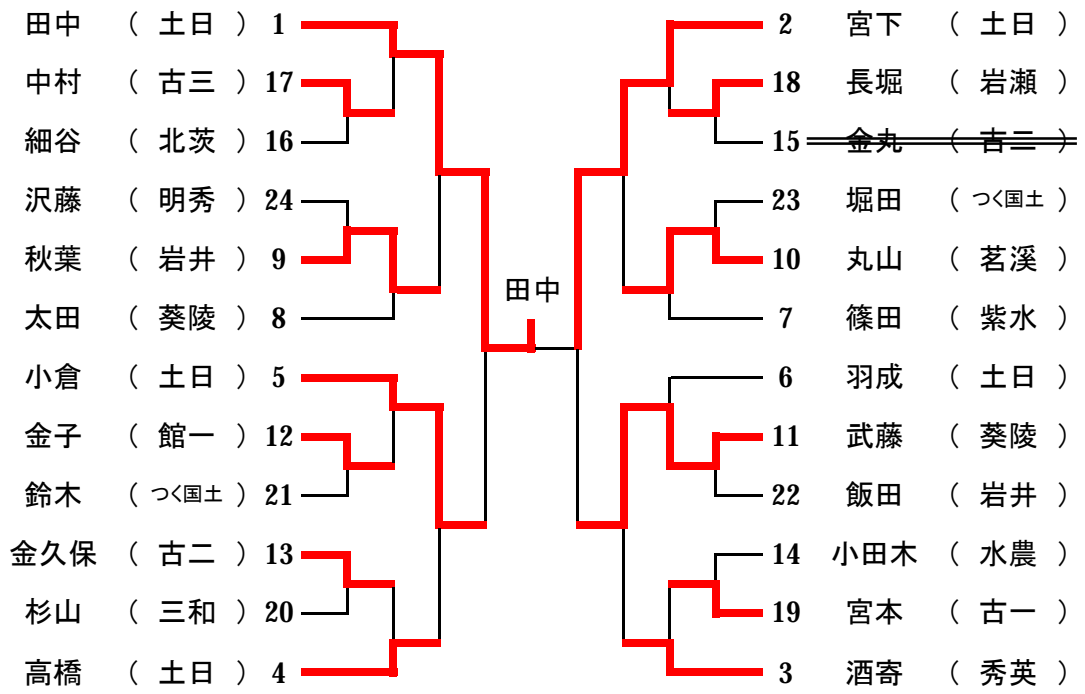 田中 ( 土日 ) 1 2 宮下 ( 土日 )
中村 ( 古三 ) 17 18 長堀 ( 岩瀬 )
細谷 ( 北茨 ) 16 15 金丸 ( 古二 )
沢藤 ( 明秀 ) 24 23 堀田 ( つく国土 )
秋葉 ( 岩井 ) 9 10 丸山 ( 茗溪 )
田中
太田 ( 葵陵 ) 8 7 篠田 ( 紫水 )
小倉 ( 土日 ) 5 6 羽成 ( 土日 )
金子 ( 館一 ) 12 11 武藤 ( 葵陵 )
鈴木 ( つく国土 ) 21 22 飯田 ( 岩井 )
金久保 ( 古二 ) 13 14 小田木 ( 水農 )
杉山 ( 三和 ) 20 19 宮本 ( 古一 )
高橋 ( 土日 ) 4 3 酒寄 ( 秀英 )